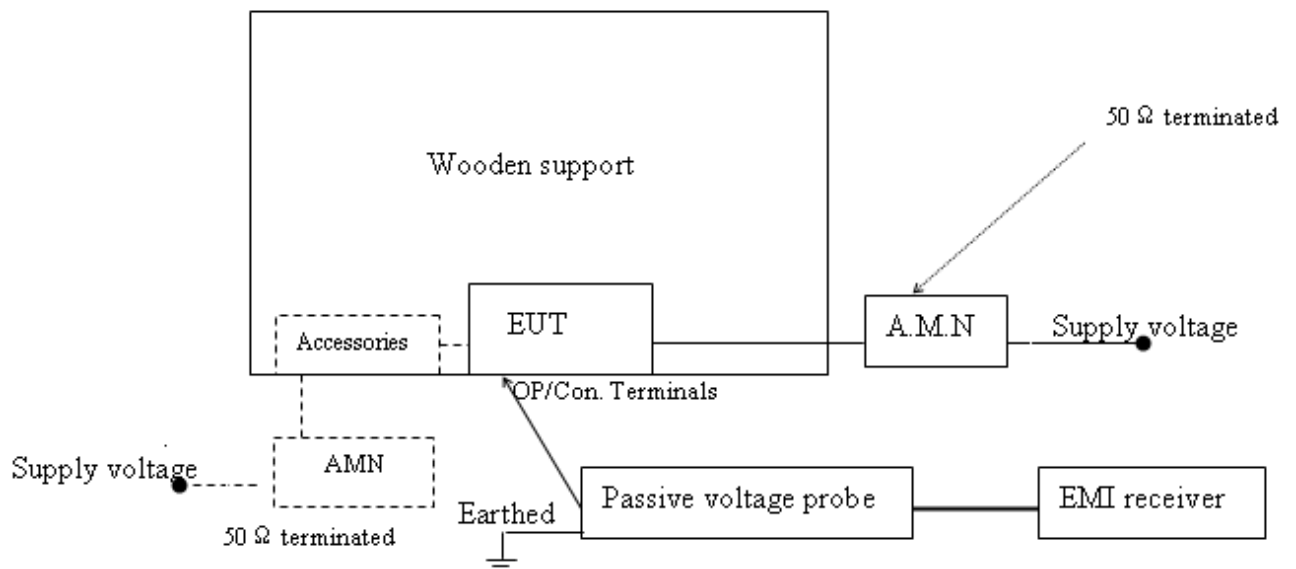 50 Ω terminated
Wooden support
EUT
A.M.N
Supply voltage
Accessories
OP/Con. Terminals
AMN
Supply voltage
Passive voltage probe
EMI receiver
Earthed
50 Ω terminated